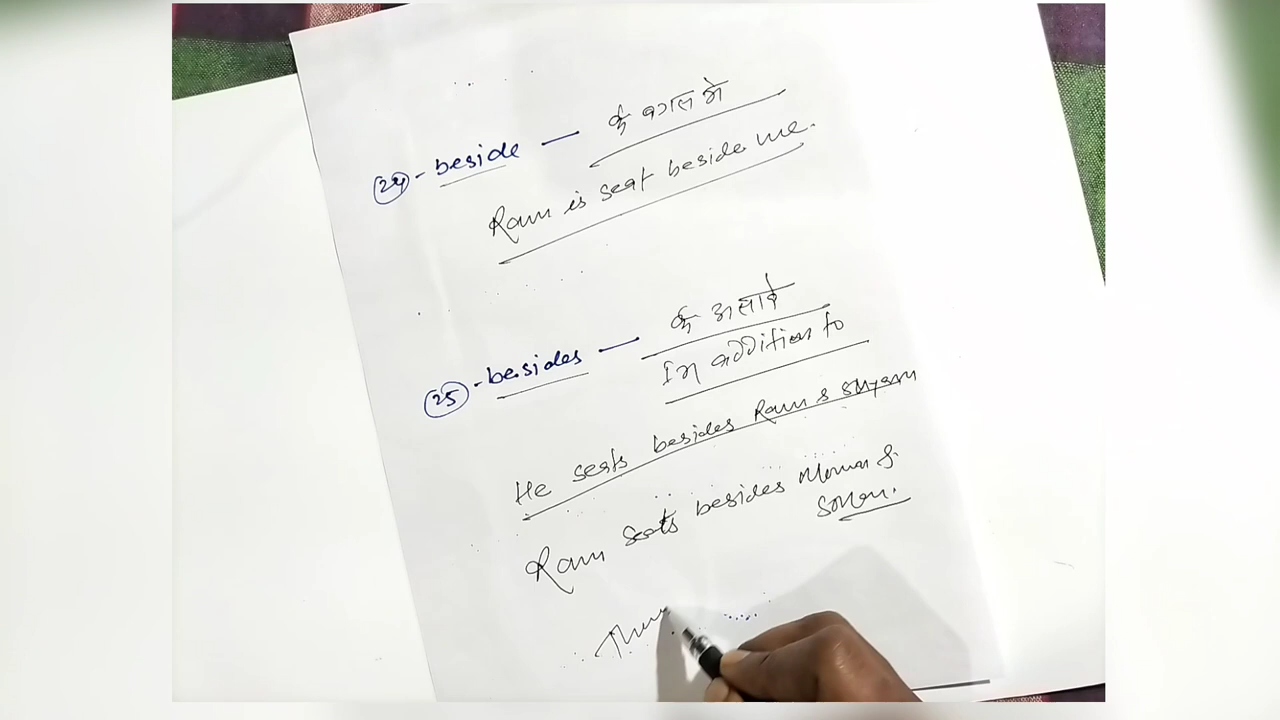 24 - beside — के बगल मे
Ram is seat beside me.
25 - besides — के अलावे
In addition to
He seats besides Ram & Shyam
Ram seats besides Mohan &
Sohan.